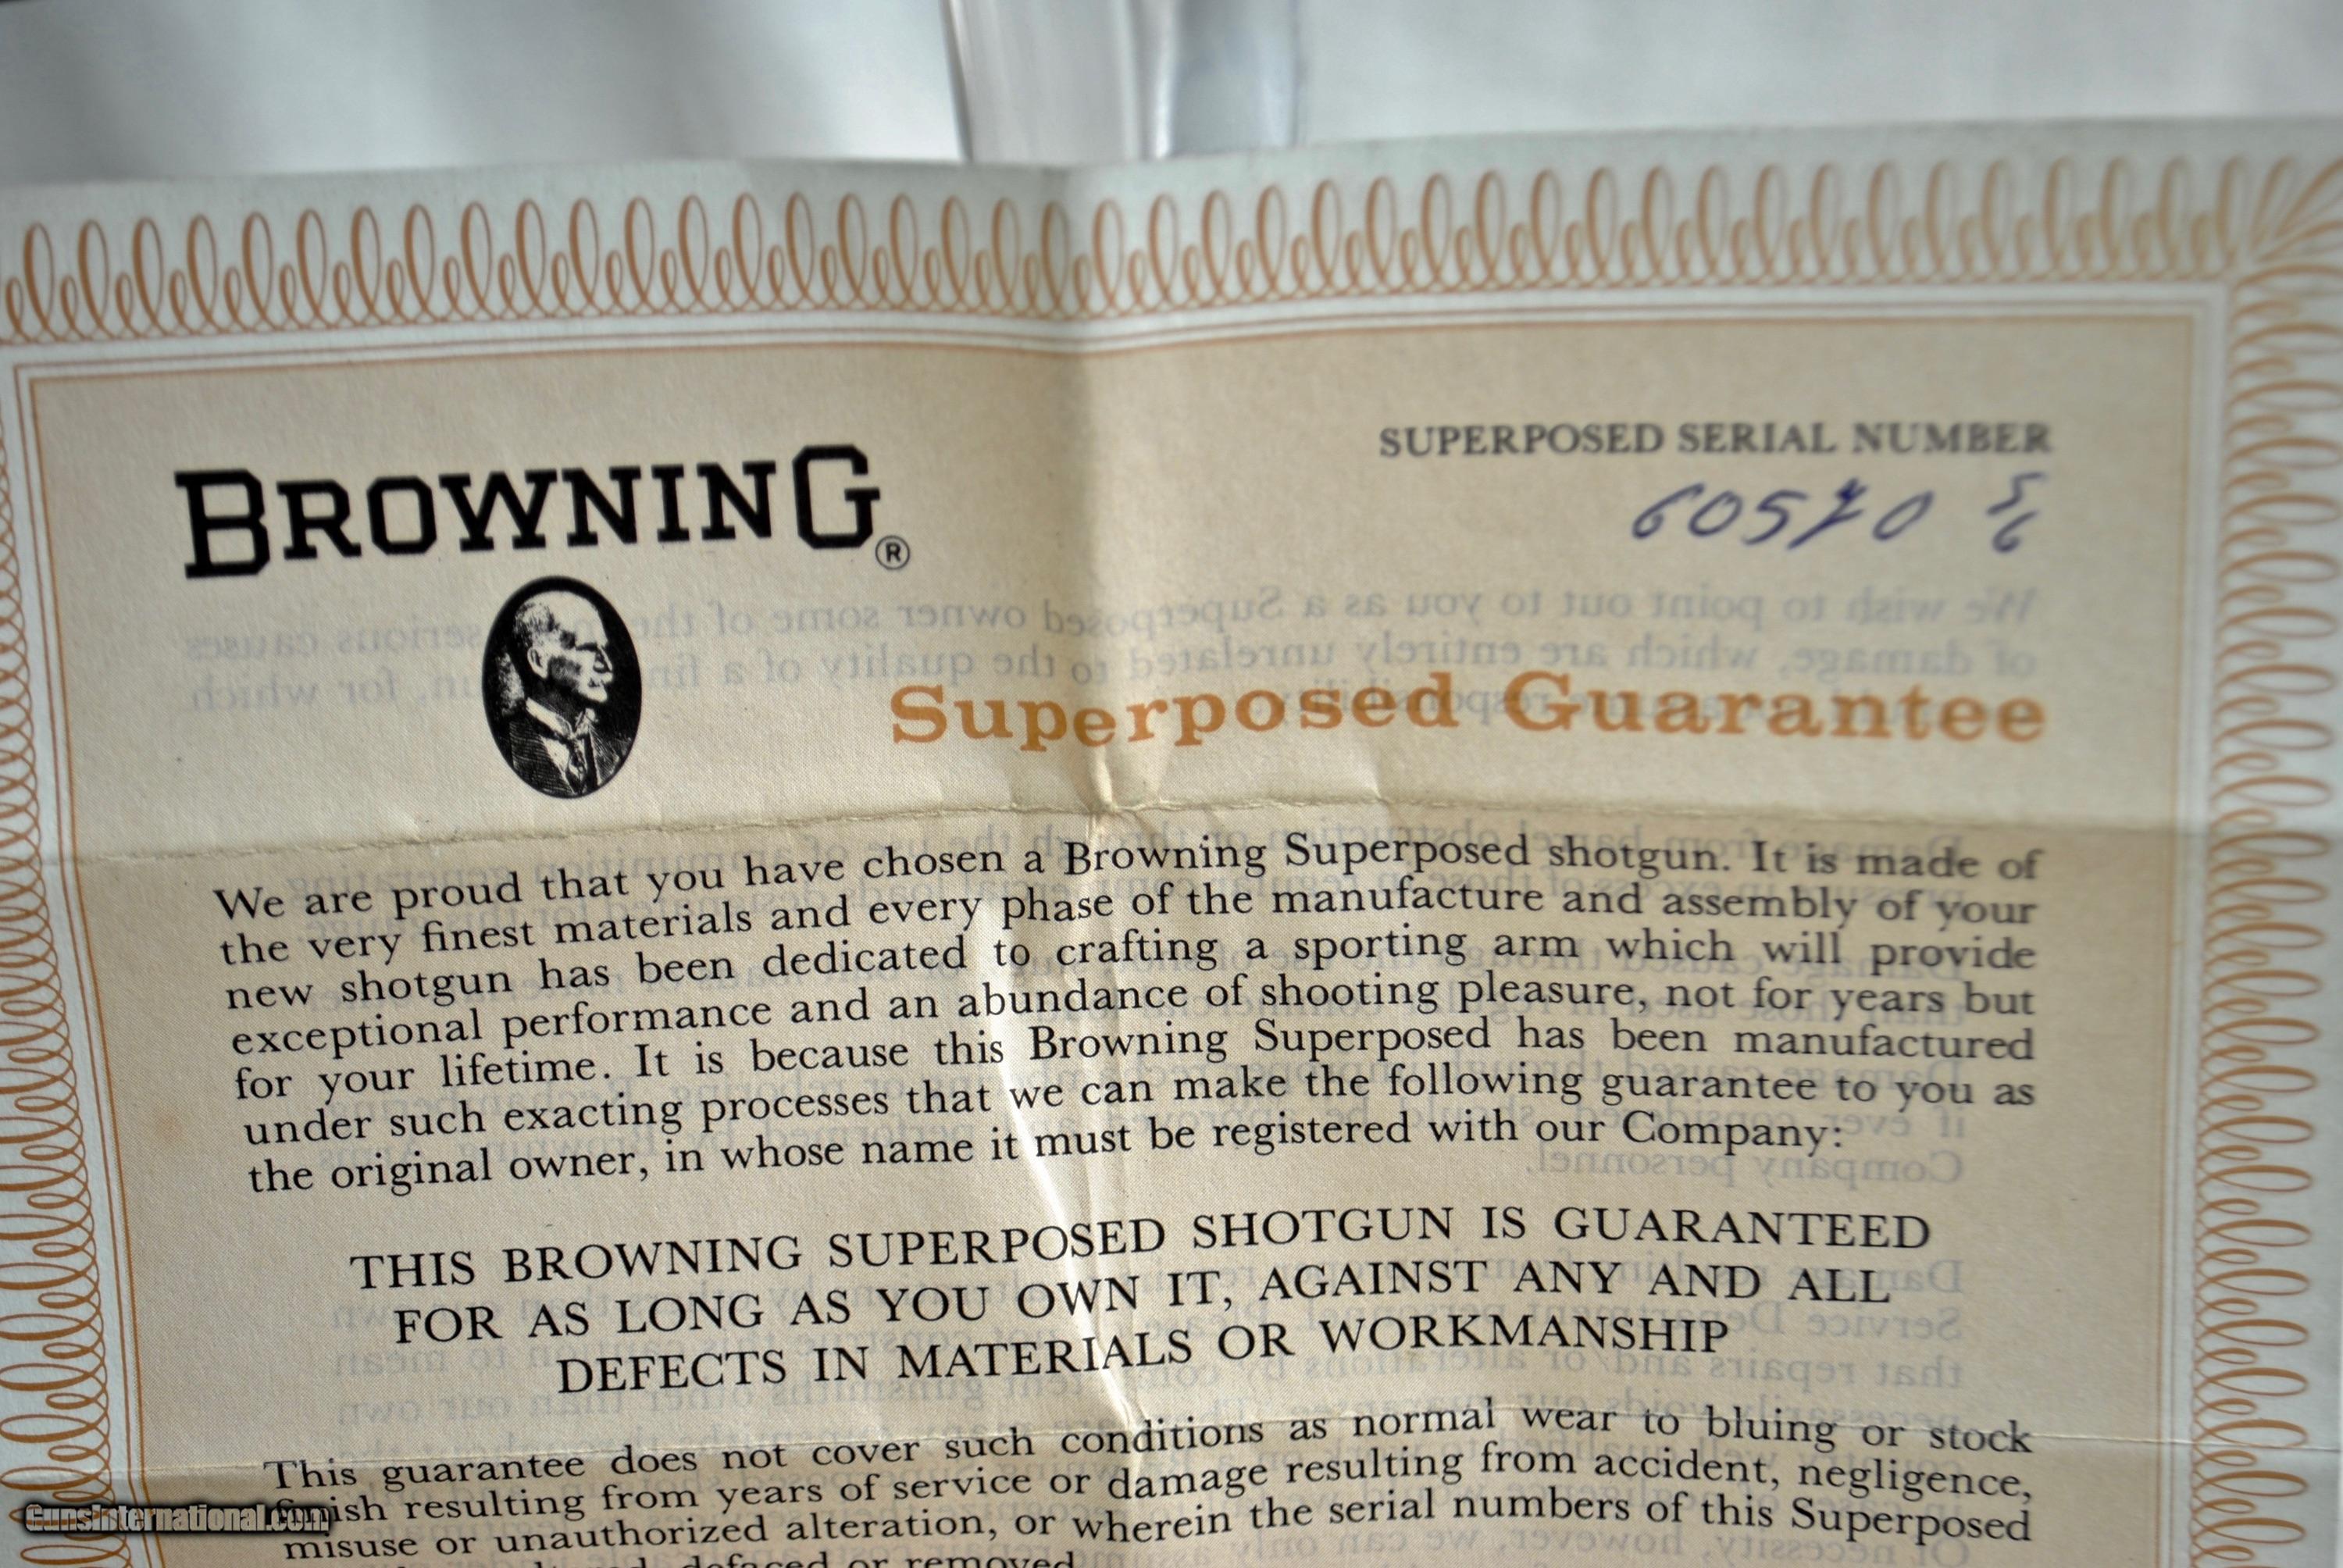 BROWNING®
SUPERPOSED SERIAL NUMBER
60570 S
6
Superposed Guarantee
We are proud that you have chosen a Browning Superposed shotgun. It is made of
the very finest materials and every phase of the manufacture and assembly of your
new shotgun has been dedicated to crafting a sporting arm which will provide
exceptional performance and an abundance of shooting pleasure, not for years but
for your lifetime. It is because this Browning Superposed has been manufactured
under such exacting processes that we can make the following guarantee to you as
the original owner, in whose name it must be registered with our Company:
THIS BROWNING SUPERPOSED SHOTGUN IS GUARANTEED
FOR AS LONG AS YOU OWN IT, AGAINST ANY AND ALL
DEFECTS IN MATERIALS OR WORKMANSHIP
This guarantee does not cover such conditions as normal wear to bluing or stock
finish resulting from years of service or damage resulting from accident, negligence,
misuse or unauthorized alteration, or wherein the serial numbers of this Superposed
defaced or removed
GunsInternational.com